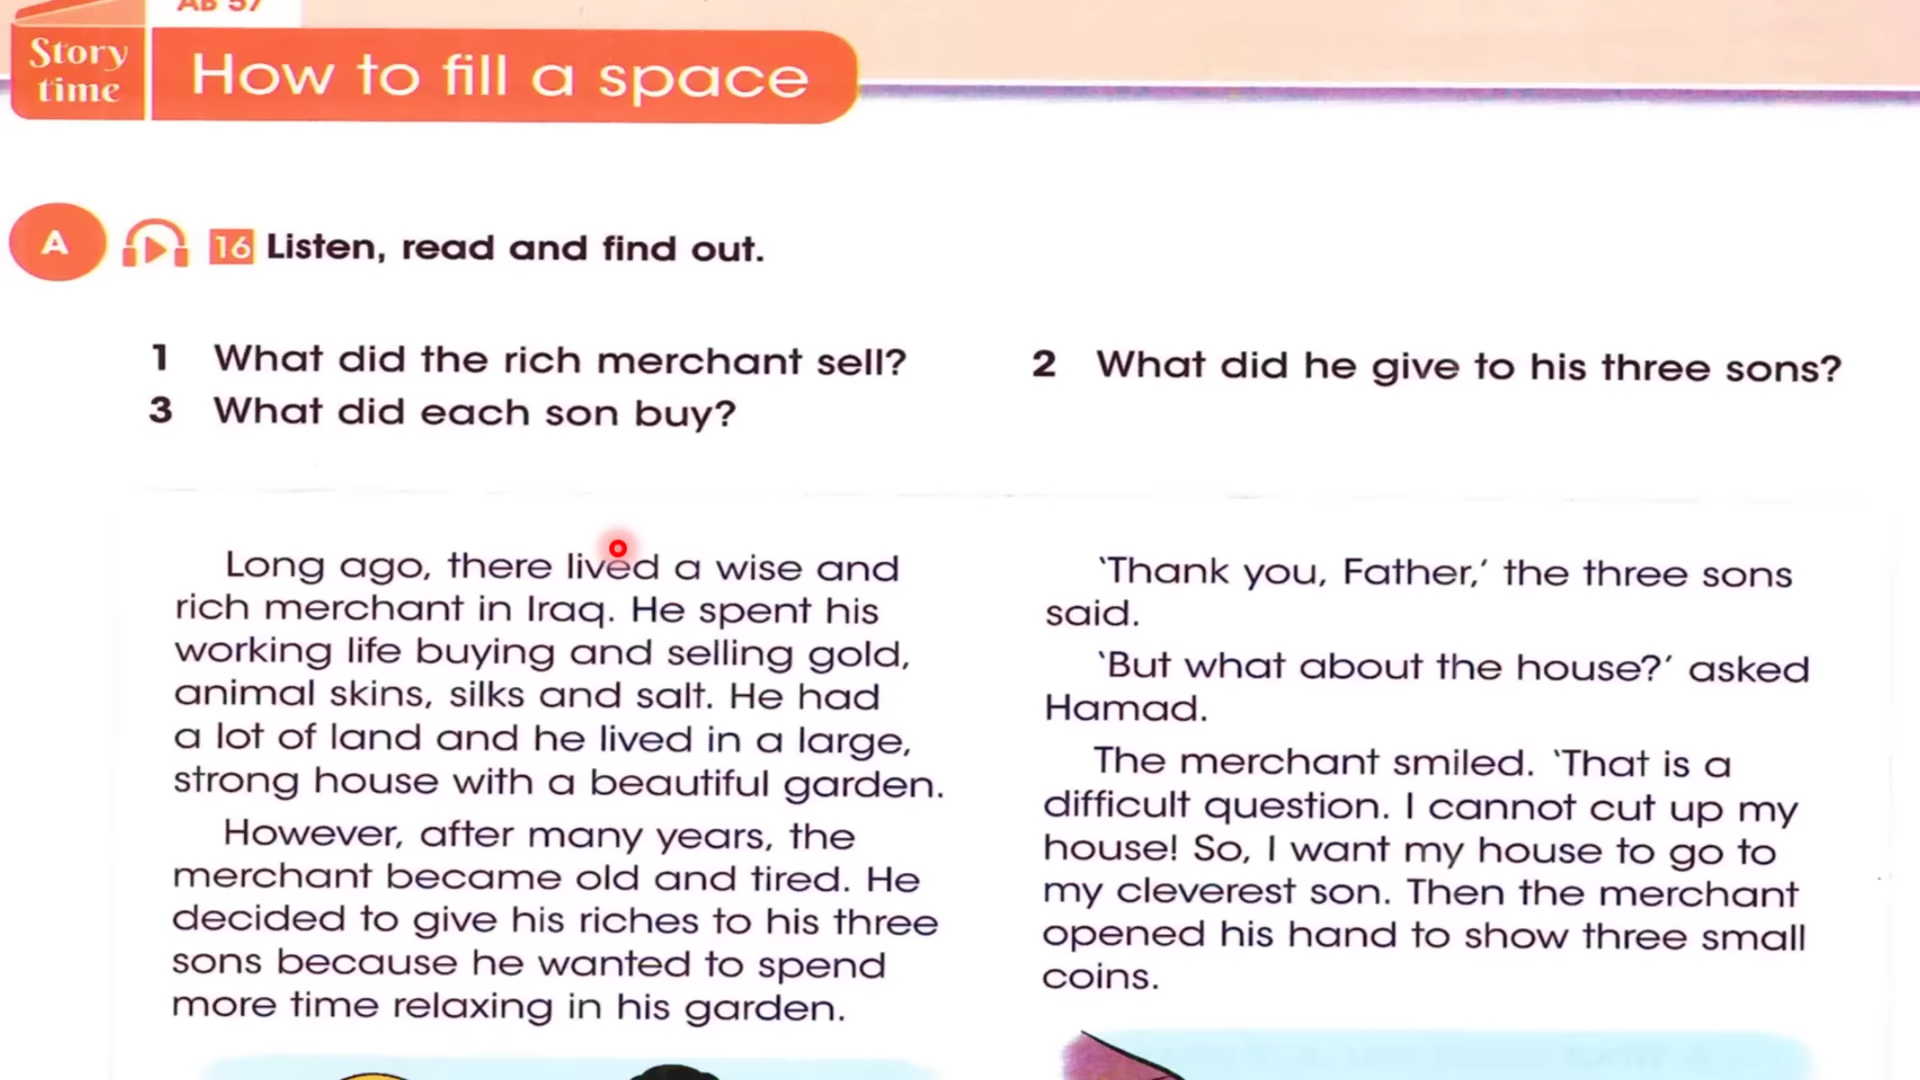 AB 57
Story
time
How to fill a space
A
16 Listen, read and find out.
1 What did the rich merchant sell?
2 What did he give to his three sons?
3 What did each son buy?
Long ago, there lived a wise and
rich merchant in Iraq. He spent his
working life buying and selling gold,
animal skins, silks and salt. He had
a lot of land and he lived in a large,
strong house with a beautiful garden.
However, after many years, the
merchant became old and tired. He
decided to give his riches to his three
sons because he wanted to spend
more time relaxing in his garden.
‘Thank you, Father,’ the three sons
said.
‘But what about the house?’ asked
Hamad.
The merchant smiled. ‘That is a
difficult question. I cannot cut up my
house! So, I want my house to go to
my cleverest son. Then the merchant
opened his hand to show three small
coins.